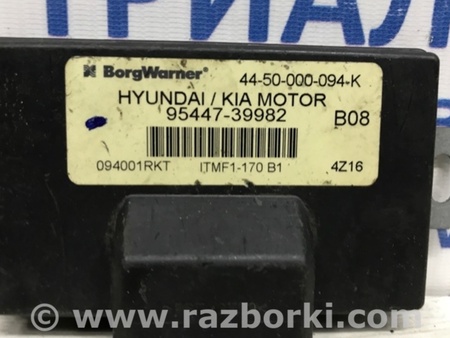 ТРИАЛ
BorgWarner®
44-50-000-094-K
HYUNDAI / KIA MOTOR
95447-39982
B08
094001RKT
ITMF1-170 B1
4Z16
© www.razborki.com